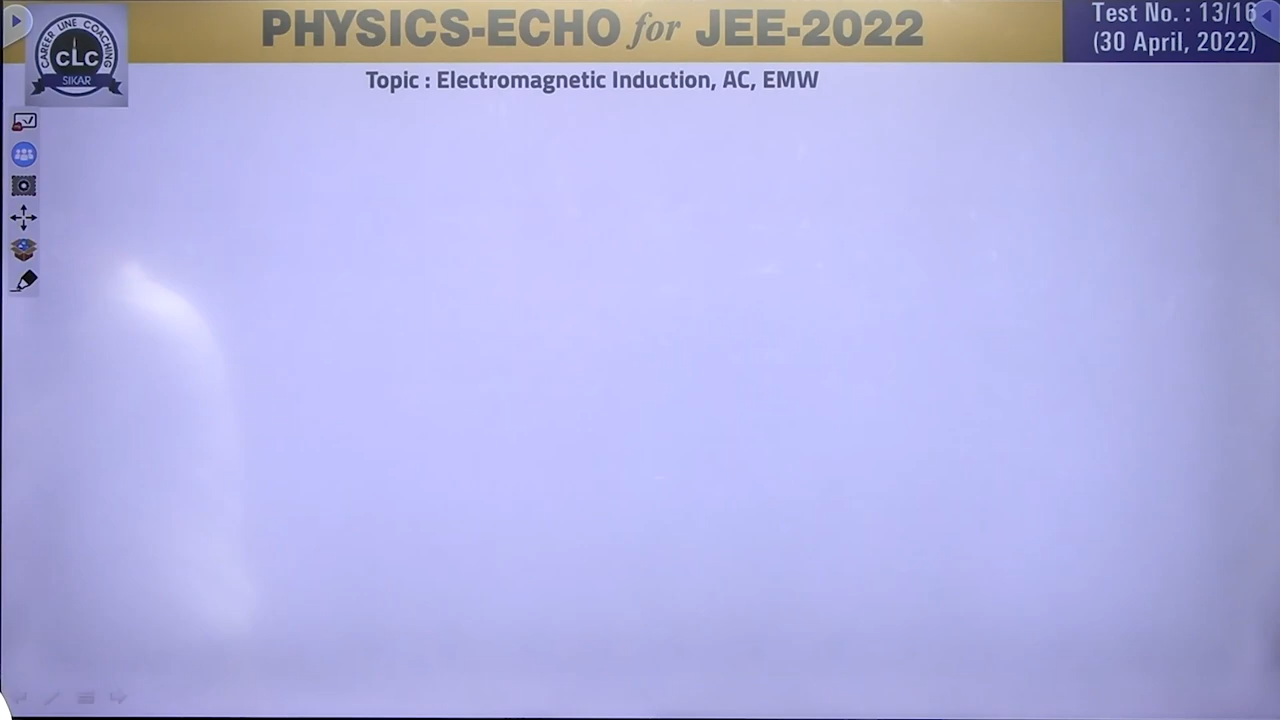 PHYSICS-ECHO for JEE-2022
Test No. : 13/16
(30 April, 2022)
CAREER LINE COACHING
CLC
SIKAR
Topic : Electromagnetic Induction, AC, EMW